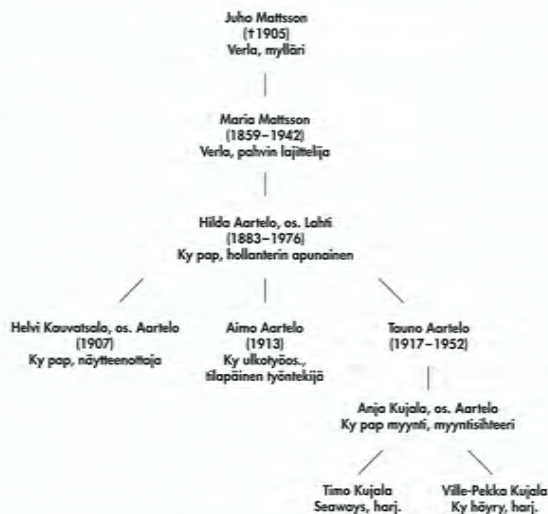 Juho Mattsson
(†1905)
Verla, mylläri
Maria Mattsson
(1859–1942)
Verla, pahvin lajittelija
Hilda Aartelo, os. Lahti
(1883–1976)
Ky pap, hollanterin apunainen
Helvi Kauvatsalo, os. Aartelo
(1907)
Ky pap, näytteenottaja
Aimo Aartelo
(1913)
Ky ulkotyöos.,
tilapäinen työntekijä
Tauno Aartelo
(1917–1952)
Anja Kujala, os. Aartelo
Ky pap myynti, myyntisihteeri
Timo Kujala
Seaways, harj.
Ville-Pekka Kujala
Ky höyry, harj.